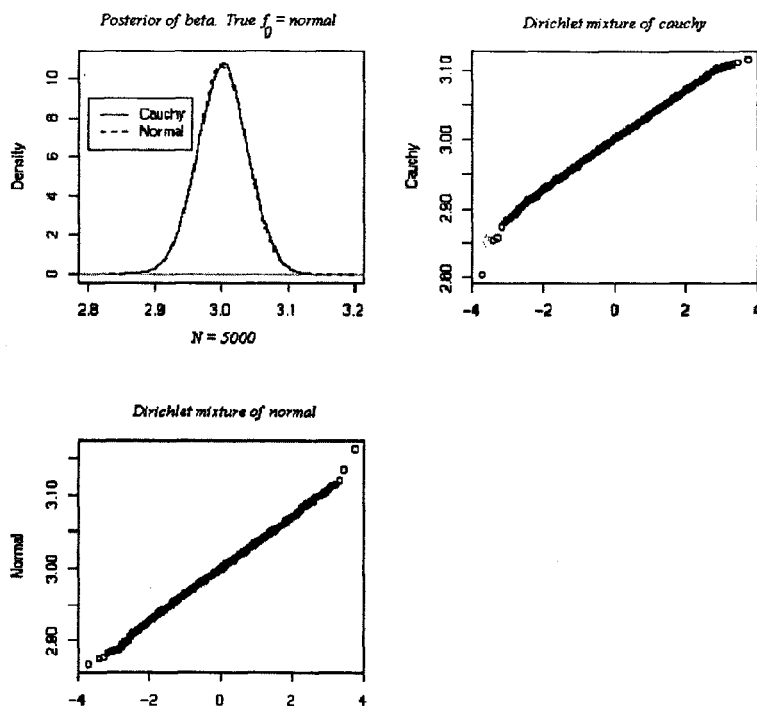 Posterior of beta. True f0 = normal
Density
10
8
6
4
2
0
Cauchy
Normal
2.8 2.9 3.0 3.1 3.2
N = 5000
Dirichlet mixture of cauchy
Cauchy
3.10
3.00
2.90
2.80
-4 -2 0 2 4
Dirichlet mixture of normal
Normal
3.10
3.00
2.80
-4 -2 0 2 4